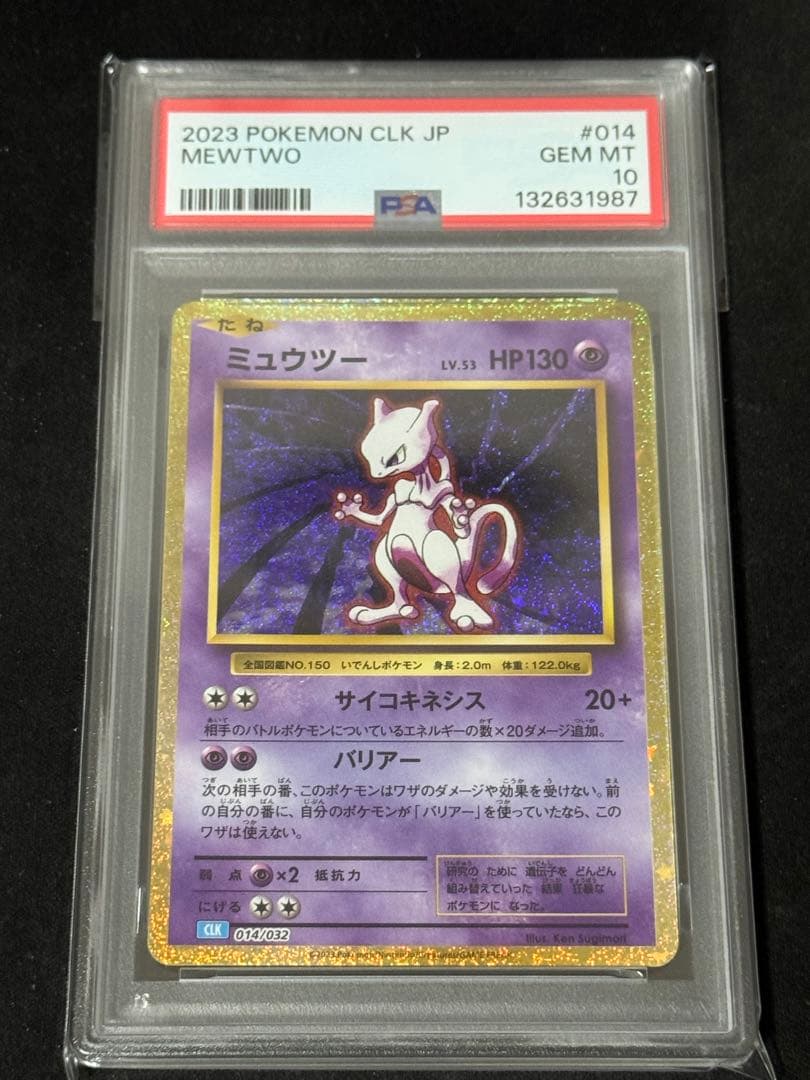 2023 POKEMON CLK JP #014
MEWTWO GEM MT
10
PSA 132631987
たね
ミュウツー LV.53 HP130
全国図鑑NO.150 いでんしポケモン 身長:2.0m 体重:122.0kg
サイコキネシス 20+
相手のバトルポケモンについているエネルギーの数×20ダメージ追加。
バリアー
次の相手の番、このポケモンはワザのダメージや効果を受けない。前
の自分の番に、自分のポケモンが「バリアー」を使っていたなら、この
ワザは使えない。
弱点 ×2 抵抗力
にげる
研究の ために 遺伝子を どんどん
組み替えていった 結果 狂暴な
ポケモンに なった。
CLK 014/032
Illus. Ken Sugimori